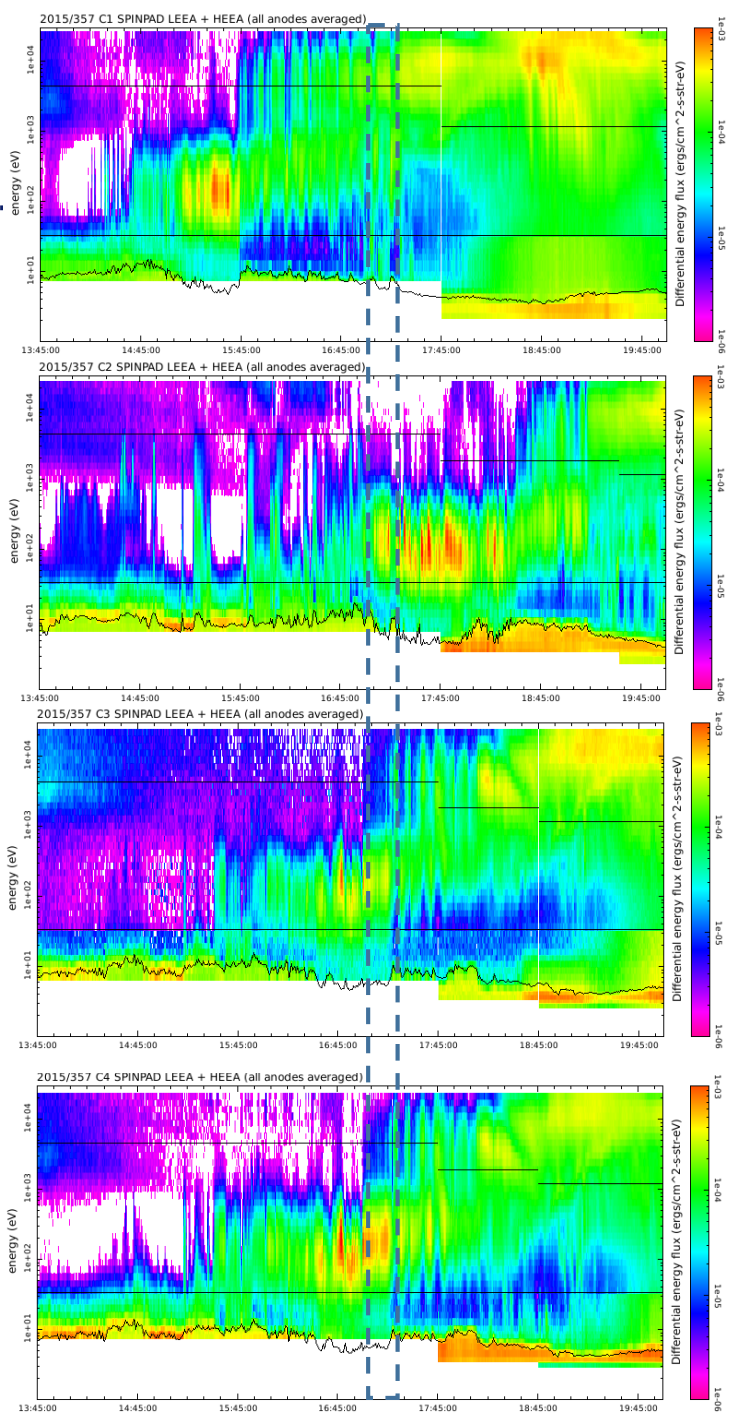 2015/357 C1 SPINPAD LEEA + HEEA (all anodes averaged)
energy (eV)
1e+04
1e+03
1e+02
1e+01
13:45:00 14:45:00 15:45:00 16:45:00 17:45:00 18:45:00 19:45:00
Differential energy flux (ergs/cm^2-s-str-eV)
1e-03
1e-04
1e-05
1e-06
2015/357 C2 SPINPAD LEEA + HEEA (all anodes averaged)
energy (eV)
1e+04
1e+03
1e+02
1e+01
13:45:00 14:45:00 15:45:00 16:45:00 17:45:00 18:45:00 19:45:00
Differential energy flux (ergs/cm^2-s-str-eV)
1e-03
1e-04
1e-05
1e-06
2015/357 C3 SPINPAD LEEA + HEEA (all anodes averaged)
energy (eV)
1e+04
1e+03
1e+02
1e+01
13:45:00 14:45:00 15:45:00 16:45:00 17:45:00 18:45:00 19:45:00
Differential energy flux (ergs/cm^2-s-str-eV)
1e-03
1e-04
1e-05
1e-06
2015/357 C4 SPINPAD LEEA + HEEA (all anodes averaged)
energy (eV)
1e+04
1e+03
1e+02
1e+01
13:45:00 14:45:00 15:45:00 16:45:00 17:45:00 18:45:00 19:45:00
Differential energy flux (ergs/cm^2-s-str-eV)
1e-03
1e-04
1e-05
1e-06